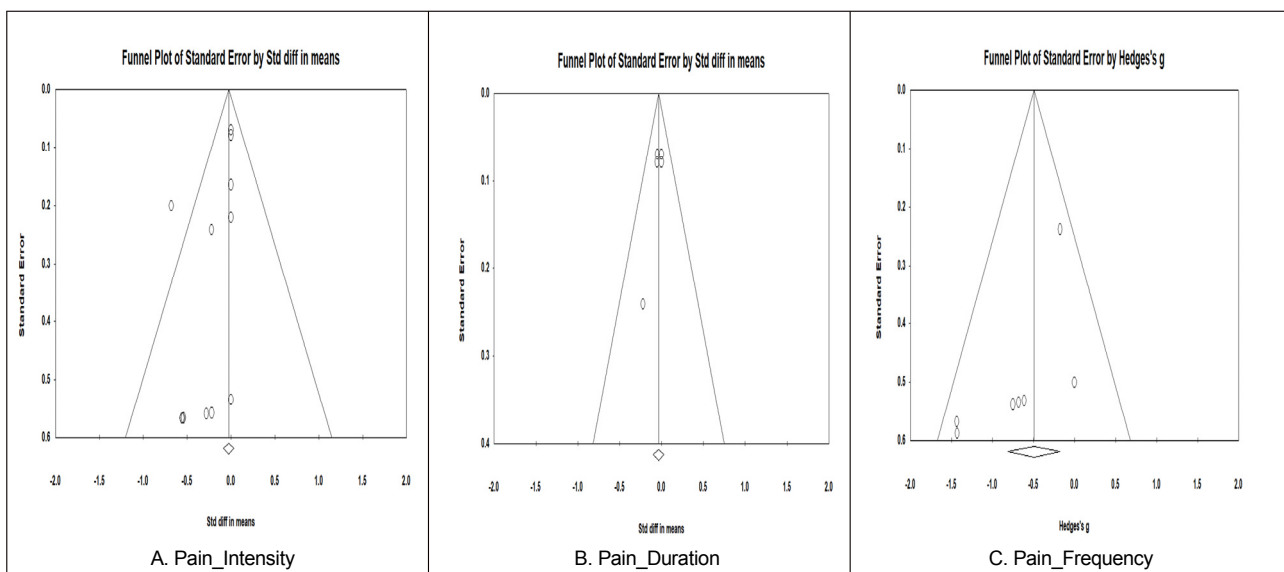 Funnel Plot of Standard Error by Std diff in means
0.0
0.1
0.2
0.3
0.4
0.5
0.6
Standard Error
-2.0 -1.5 -1.0 -0.5 0.0 0.5 1.0 1.5 2.0
Std diff in means
A. Pain_Intensity
Funnel Plot of Standard Error by Std diff in means
0.0
0.1
0.2
0.3
0.4
Standard Error
-2.0 -1.5 -1.0 -0.5 0.0 0.5 1.0 1.5 2.0
Std diff in means
B. Pain_Duration
Funnel Plot of Standard Error by Hedges's g
0.0
0.1
0.2
0.3
0.4
0.5
0.6
Standard Error
-2.0 -1.5 -1.0 -0.5 0.0 0.5 1.0 1.5 2.0
Hedges's g
C. Pain_Frequency